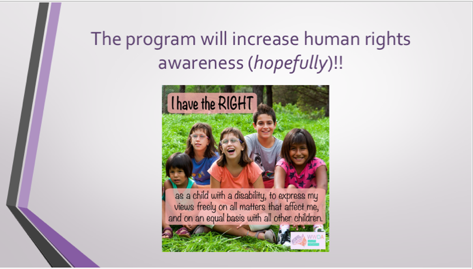 The program will increase human rights
awareness (hopefully)!!
I have the RIGHT
as a child with a disability, to express my
views freely on all matters that affect me,
and on an equal basis with all other children.